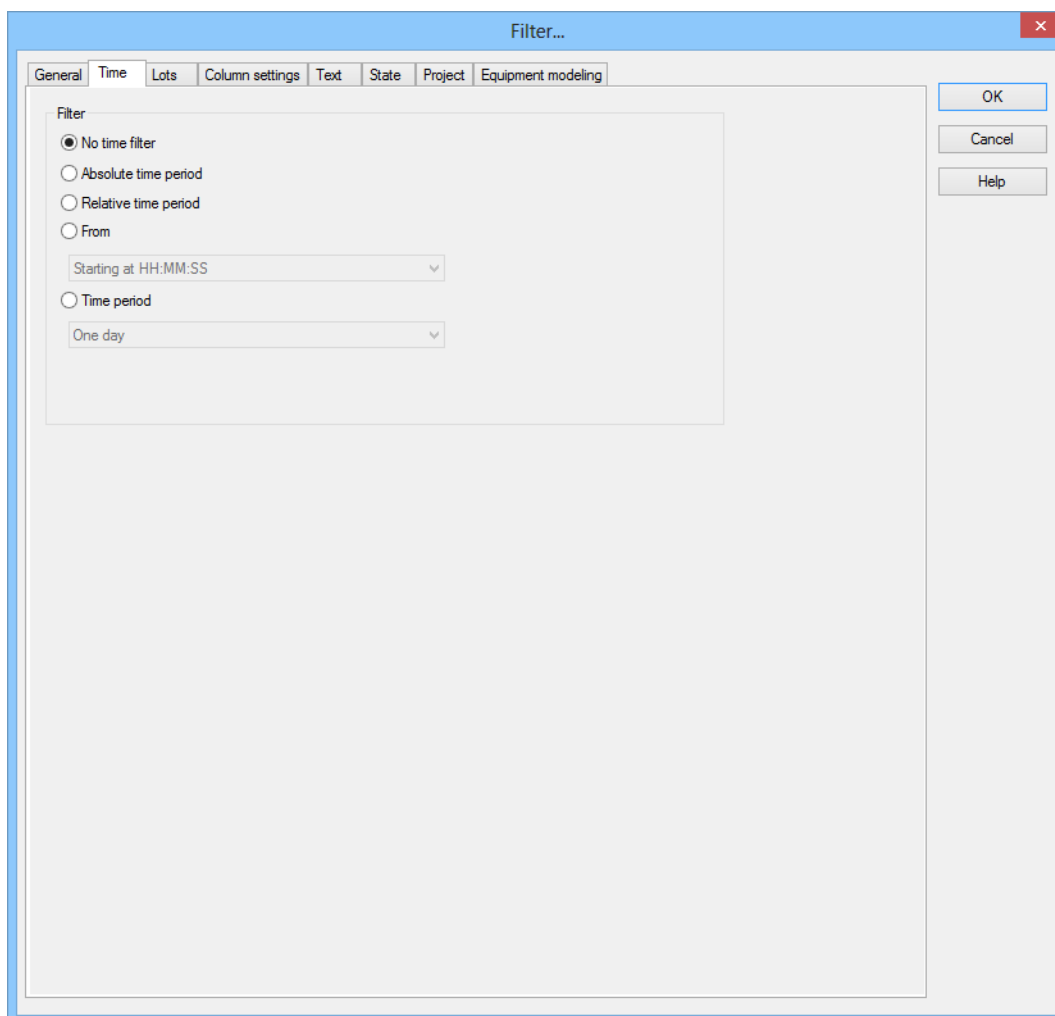 Filter...
General Time Lots Column settings Text State Project Equipment modeling
OK
Cancel
Help
Filter
No time filter
Absolute time period
Relative time period
From
Starting at HH:MM:SS
Time period
One day